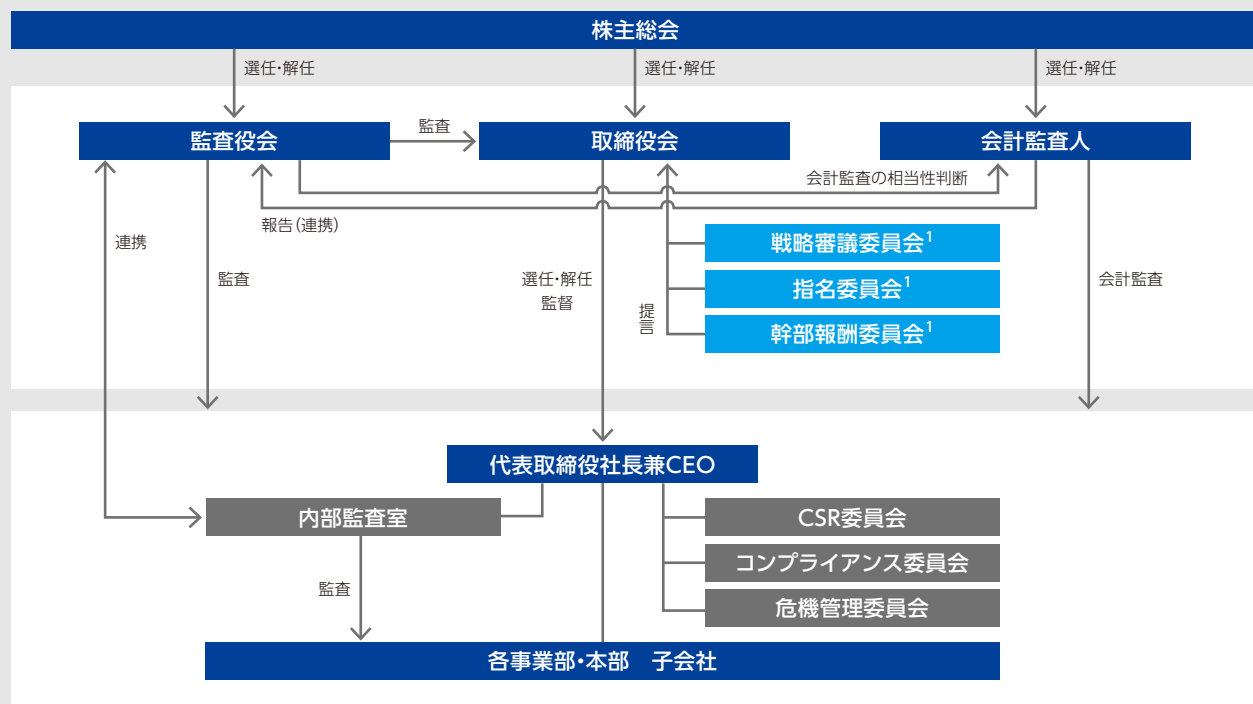 株主総会
選任・解任
選任・解任
選任・解任
監査役会
監査
取締役会
会計監査人
会計監査の相当性判断
報告(連携)
連携
監査
選任・解任
監督
提言
戦略審議委員会1
指名委員会1
幹部報酬委員会1
会計監査
代表取締役社長兼CEO
内部監査室
CSR委員会
コンプライアンス委員会
危機管理委員会
監査
各事業部・本部　子会社